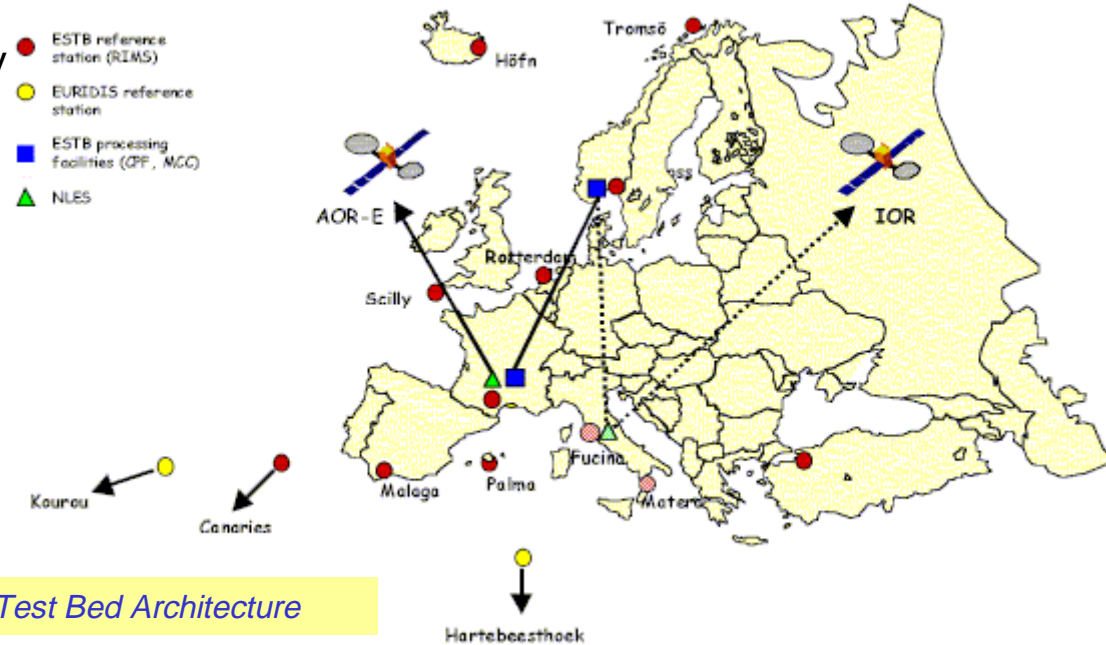 ESTB reference
station (RIMS)
EURIDIS reference
station
ESTB processing
facilities (CPF, MCC)
NLES
Tromsö
Höfn
AOR-E
IOR
Rotterdam
Scilly
Fucino
Matera
Malaga
Palma
Kourou
Canaries
Hartebeesthoek
Test Bed Architecture